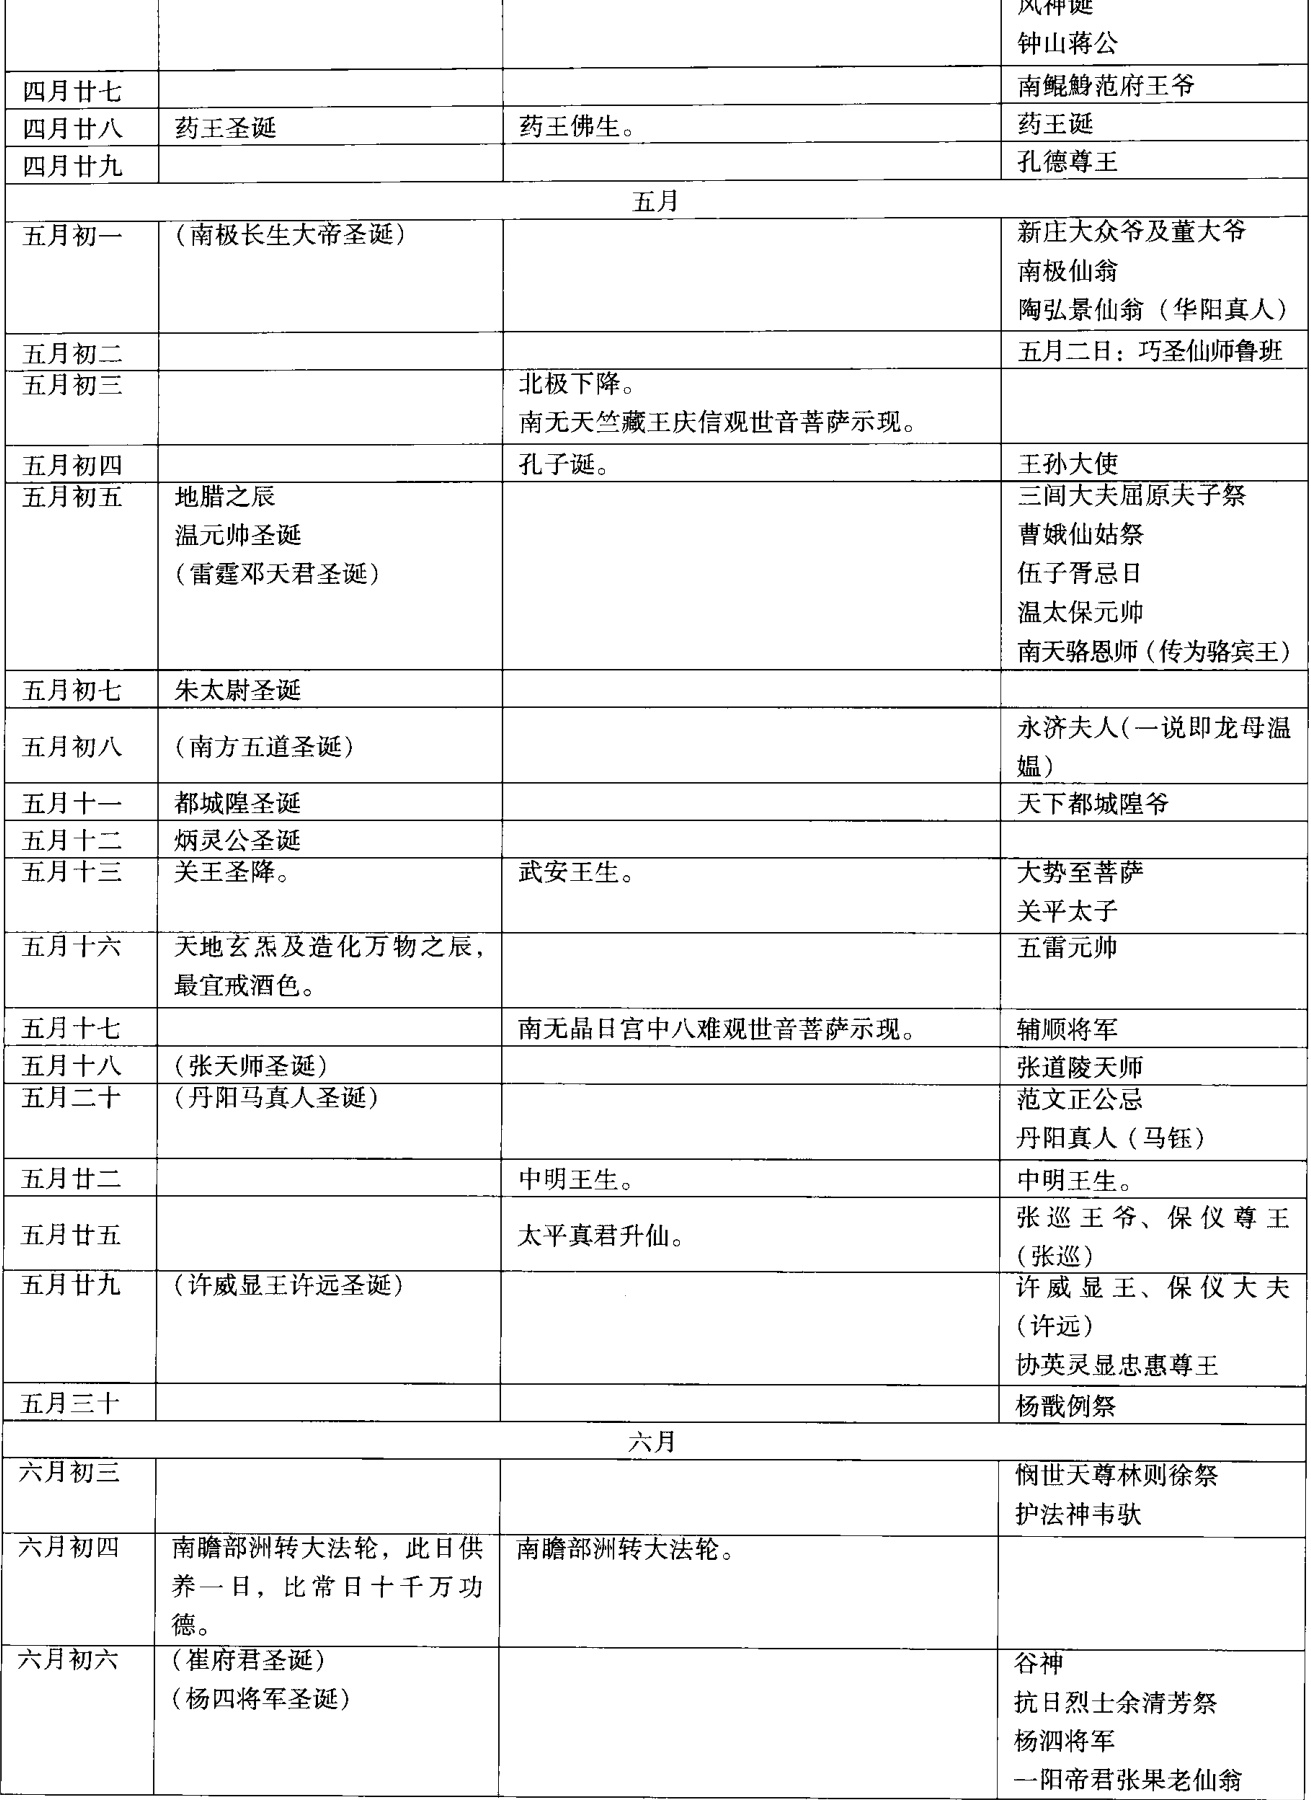 风神诞
钟山蒋公
四月廿七
南鲲鯓范府王爷
四月廿八 药王圣诞 药王佛生。 药王诞
四月廿九
孔德尊王
五月
五月初一 （南极长生大帝圣诞） 新庄大众爷及董大爷
南极仙翁
陶弘景仙翁（华阳真人）
五月初二 五月二日：巧圣仙师鲁班
五月初三 北极下降。
南无天竺藏王庆信观世音菩萨示现。
五月初四 孔子诞。 王孙大使
五月初五 地腊之辰 三闾大夫屈原夫子祭
温元帅圣诞 曹娥仙姑祭
（雷霆邓天君圣诞） 伍子胥忌日
温太保元帅
南天骆恩师（传为骆宾王）
五月初七 朱太尉圣诞
五月初八 （南方五道圣诞） 永济夫人（一说即龙母温
媪）
五月十一 都城隍圣诞 天下都城隍爷
五月十二 炳灵公圣诞
五月十三 关王圣降。 武安王生。 大势至菩萨
关平太子
五月十六 天地玄炁及造化万物之辰， 五雷元帅
最宜戒酒色。
五月十七 南无晶日宫中八难观世音菩萨示现。 辅顺将军
五月十八 （张天师圣诞） 张道陵天师
五月二十 （丹阳马真人圣诞） 范文正公忌
丹阳真人（马钰）
五月廿二 中明王生。 中明王生。
五月廿五 太平真君升仙。 张巡王爷、保仪尊王
（张巡）
五月廿九 （许威显王许远圣诞） 许威显王、保仪大夫
（许远）
协英灵显忠惠尊王
五月三十 杨戬例祭
六月
六月初三 悯世天尊林则徐祭
护法神韦驮
六月初四 南瞻部洲转大法轮，此日供 南瞻部洲转大法轮。
养一日，比常日十千万功
德。
六月初六 （崔府君圣诞） 谷神
（杨四将军圣诞） 抗日烈士余清芳祭
杨泗将军
一阳帝君张果老仙翁